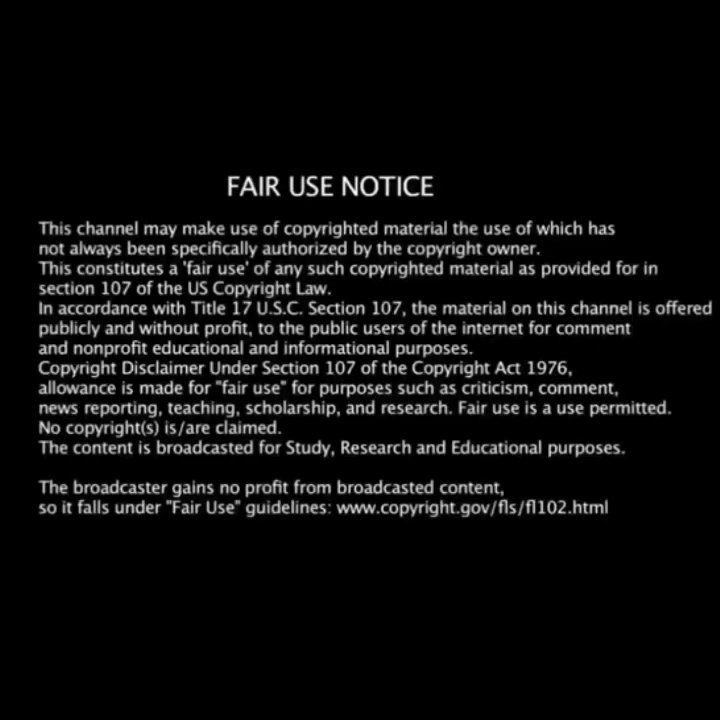 FAIR USE NOTICE
This channel may make use of copyrighted material the use of which has
not always been specifically authorized by the copyright owner.
This constitutes a 'fair use' of any such copyrighted material as provided for in
section 107 of the US Copyright Law.
In accordance with Title 17 U.S.C. Section 107, the material on this channel is offered
publicly and without profit, to the public users of the internet for comment
and nonprofit educational and informational purposes.
Copyright Disclaimer Under Section 107 of the Copyright Act 1976,
allowance is made for "fair use" for purposes such as criticism, comment,
news reporting, teaching, scholarship, and research. Fair use is a use permitted.
No copyright(s) is/are claimed.
The content is broadcasted for Study, Research and Educational purposes.
The broadcaster gains no profit from broadcasted content,
so it falls under "Fair Use" guidelines: www.copyright.gov/fls/fl102.html